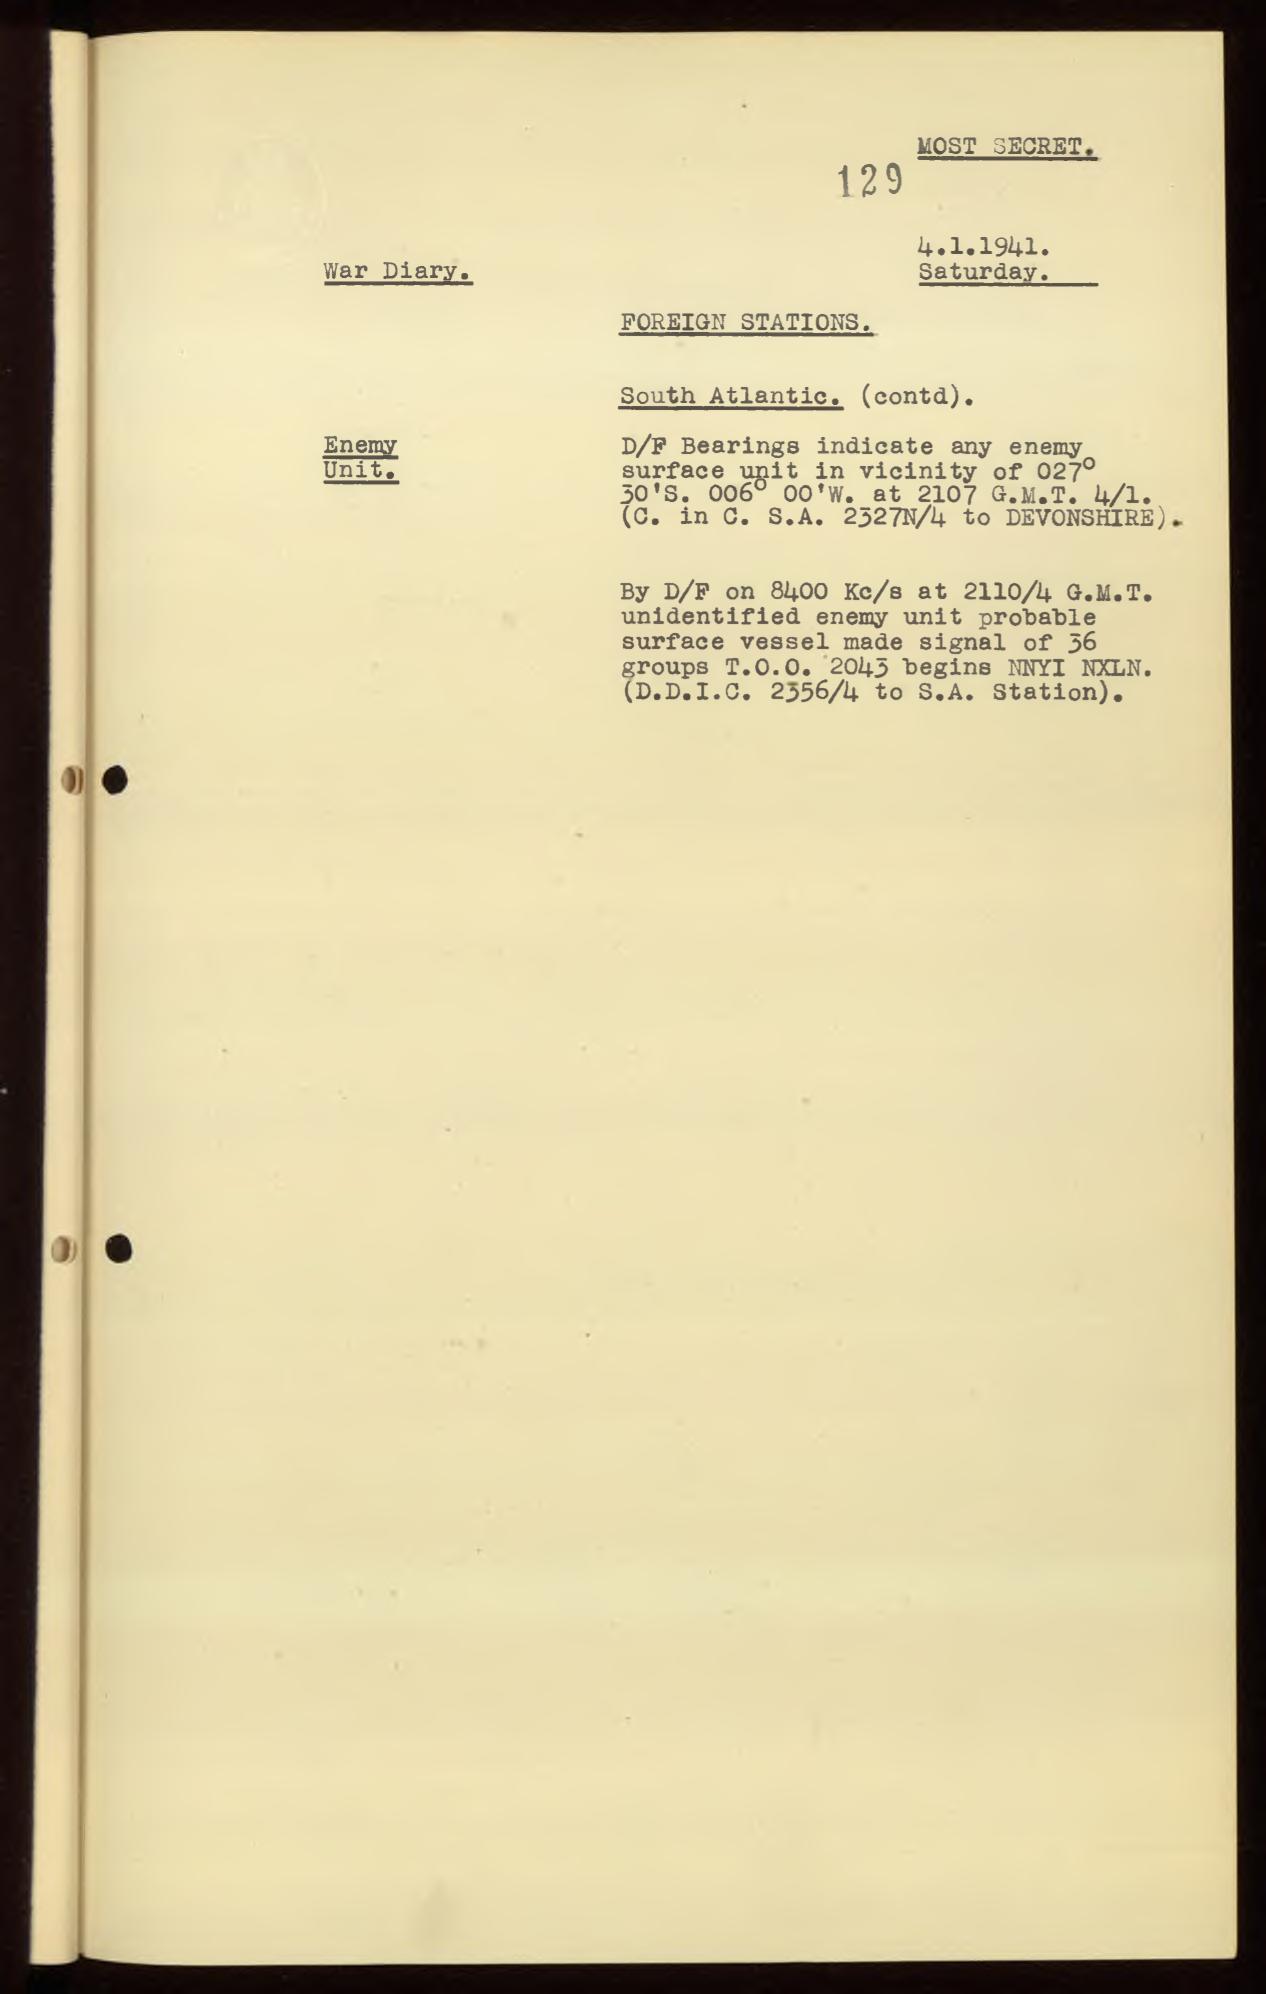 MOST SECRET.
129
4.1.1941.
War Diary.
Saturday.
FOREIGN STATIONS.
South Atlantic. (contd).
Enemy
Unit.
D/F Bearings indicate any enemy
surface unit in vicinity of 027°
30'S. 006° 00'W. at 2107 G.M.T. 4/1.
(C. in C. S.A. 2327N/4 to DEVONSHIRE).
By D/F on 8400 Kc/s at 2110/4 G.M.T.
unidentified enemy unit probable
surface vessel made signal of 36
groups T.O.O. 2043 begins NNYI NXLN.
(D.D.I.C. 2356/4 to S.A. Station).